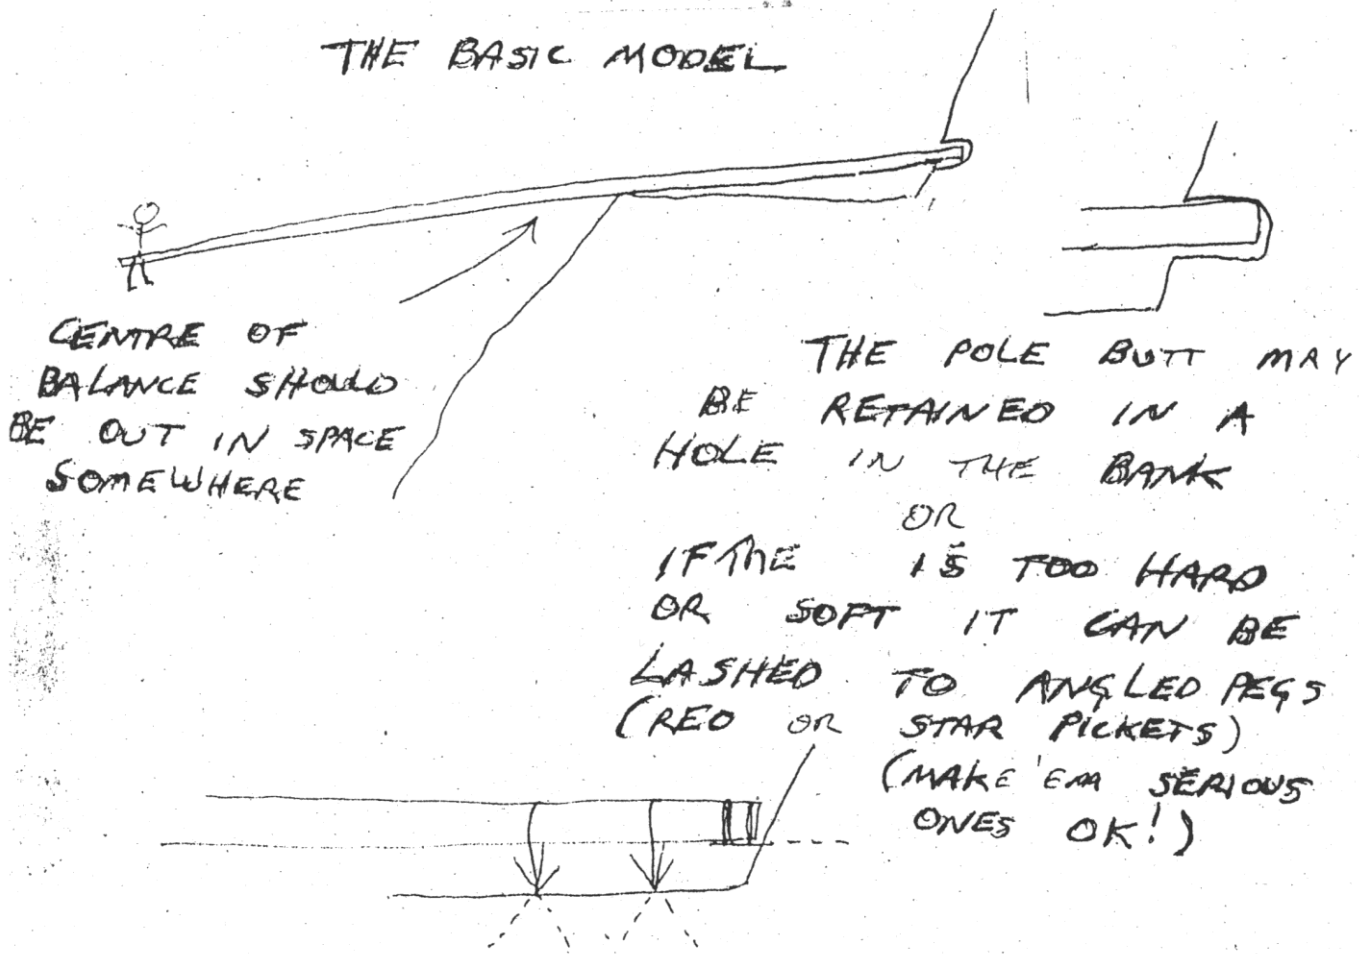 THE BASIC MODEL
CENTRE OF
BALANCE SHOULD
BE OUT IN SPACE
SOMEWHERE
THE POLE BUTT MAY
BE RETAINED IN A
HOLE IN THE BANK
OR
IF THE IS TOO HARD
OR SOFT IT CAN BE
LASHED TO ANGLED PEGS
(REO OR STAR PICKETS)
(MAKE 'EM SERIOUS
ONES OK!)